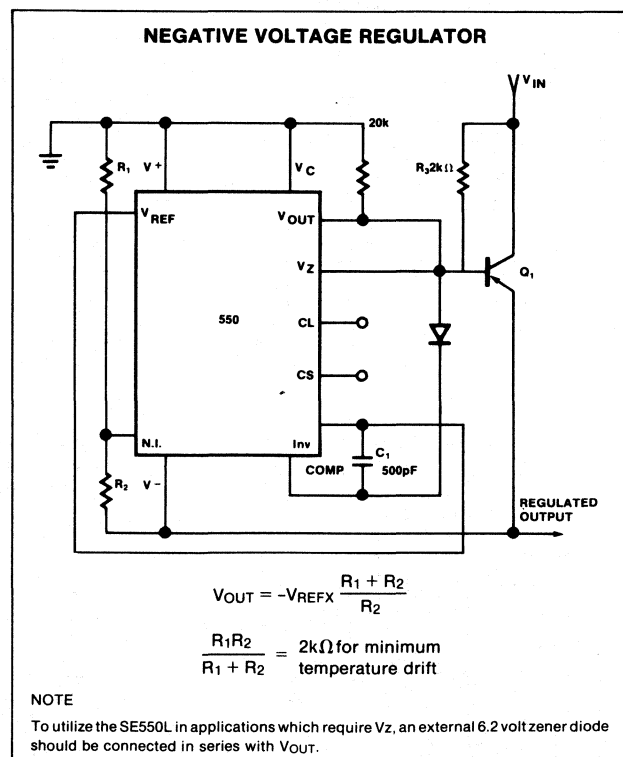 NEGATIVE VOLTAGE REGULATOR
VIN
20k
R1
V+
VC
R3 2kΩ
VREF
VOUT
VZ
Q1
550
CL
CS
N.I.
Inv
R2
V−
COMP
C1
500pF
REGULATED
OUTPUT
VOUT = -VREFX R1 + R2
R2
R1R2
R1 + R2
= 2kΩ for minimum
temperature drift
NOTE
To utilize the SE550L in applications which require Vz, an external 6.2 volt zener diode
should be connected in series with VOUT.